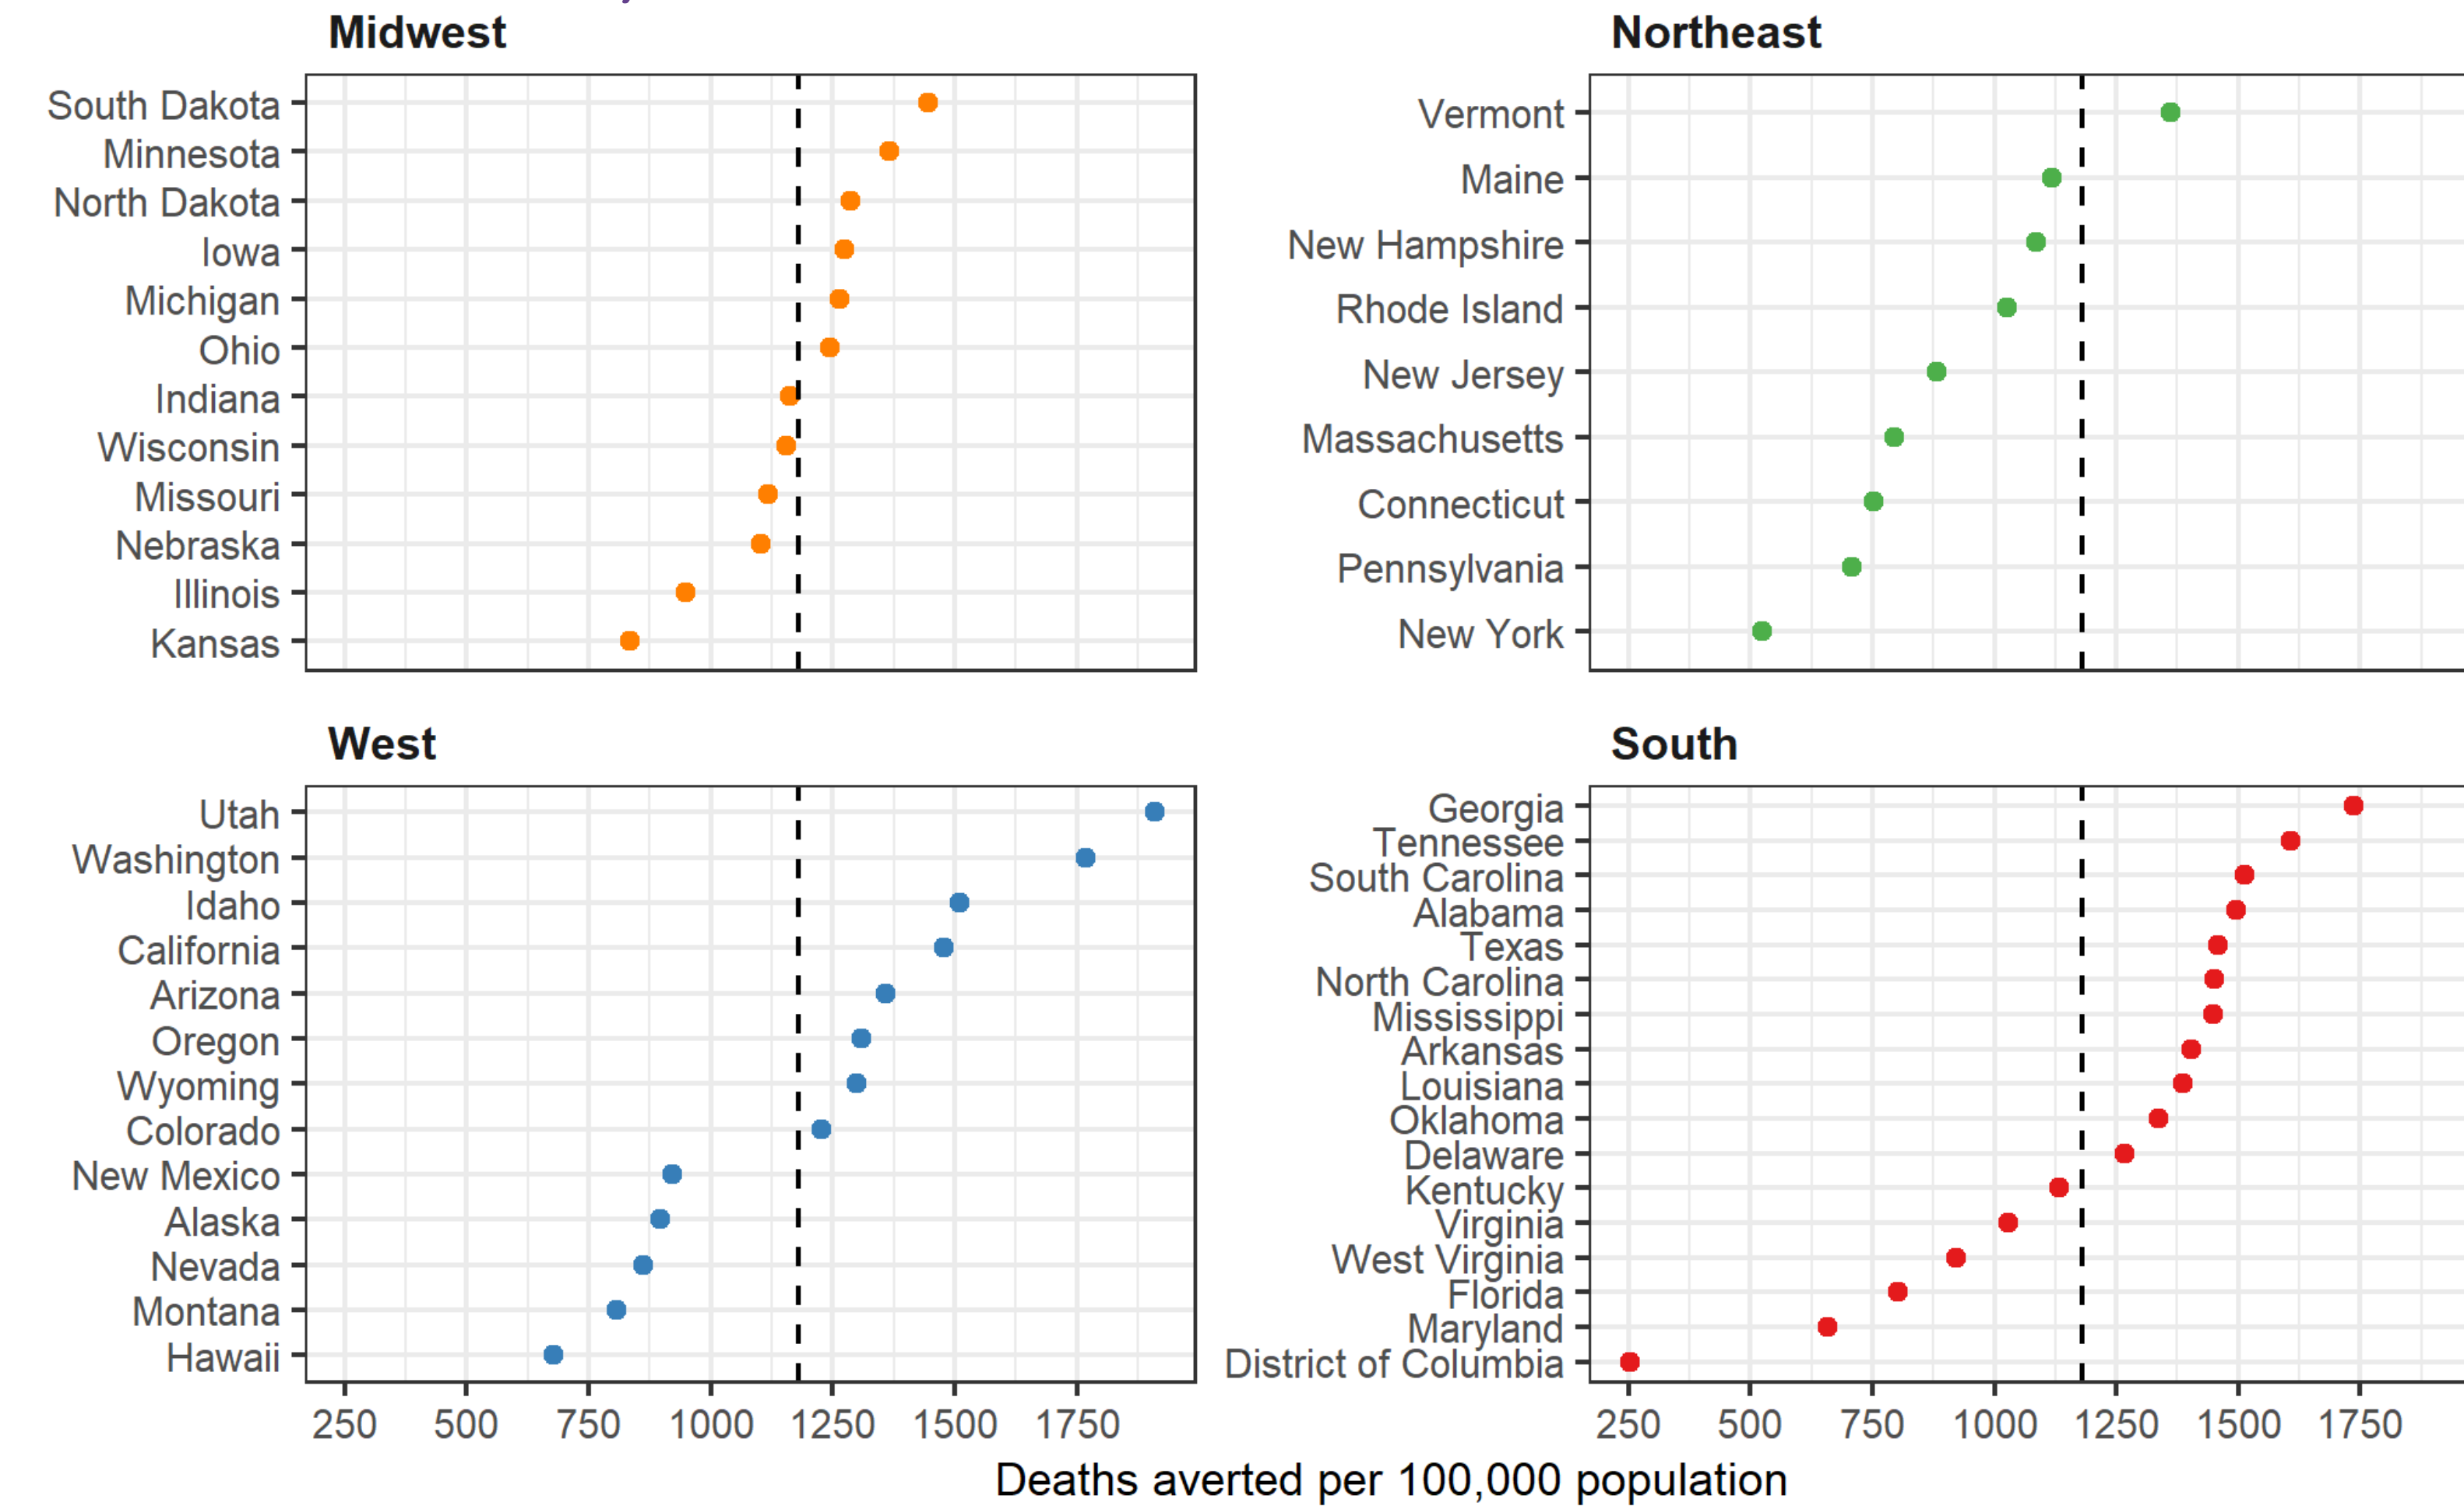 Midwest
South Dakota
Minnesota
North Dakota
Iowa
Michigan
Ohio
Indiana
Wisconsin
Missouri
Nebraska
Illinois
Kansas
Northeast
Vermont
Maine
New Hampshire
Rhode Island
New Jersey
Massachusetts
Connecticut
Pennsylvania
New York
West
Utah
Washington
Idaho
California
Arizona
Oregon
Wyoming
Colorado
New Mexico
Alaska
Nevada
Montana
Hawaii
250 500 750 1000 1250 1500 1750
South
Georgia
Tennessee
South Carolina
Alabama
Texas
North Carolina
Mississippi
Arkansas
Louisiana
Oklahoma
Delaware
Kentucky
Virginia
West Virginia
Florida
Maryland
District of Columbia
250 500 750 1000 1250 1500 1750
Deaths averted per 100,000 population